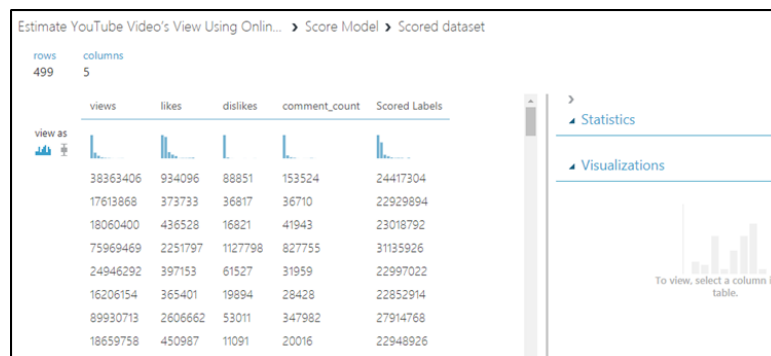 Estimate YouTube Video's View Using Onlin... > Score Model > Scored dataset
rows columns
499 5
views likes dislikes comment_count Scored Labels
view as
38363406 934096 88851 153524 24417304
17613868 373733 36817 36710 22929894
18060400 436528 16821 41943 23018792
75969469 2251797 1127798 827755 31135926
24946292 397153 61527 31959 22997022
16206154 365401 19894 28428 22852914
89930713 2606662 53011 347982 27914768
18659758 450987 11091 20016 22948926
Statistics
Visualizations
To view, select a column i
table.